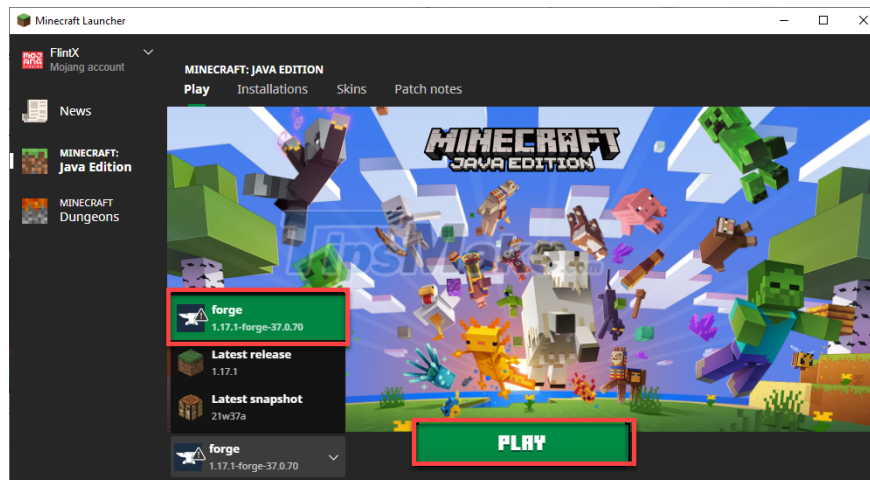 Minecraft Launcher
FlintX
Mojang account
News
MINECRAFT:
Java Edition
MINECRAFT
Dungeons
MINECRAFT: JAVA EDITION
Play Installations Skins Patch notes
MINECRAFT
JAVA EDITION
TipsMake.com
forge
1.17.1-forge-37.0.70
Latest release
1.17.1
Latest snapshot
21w37a
forge
1.17.1-forge-37.0.70
PLAY